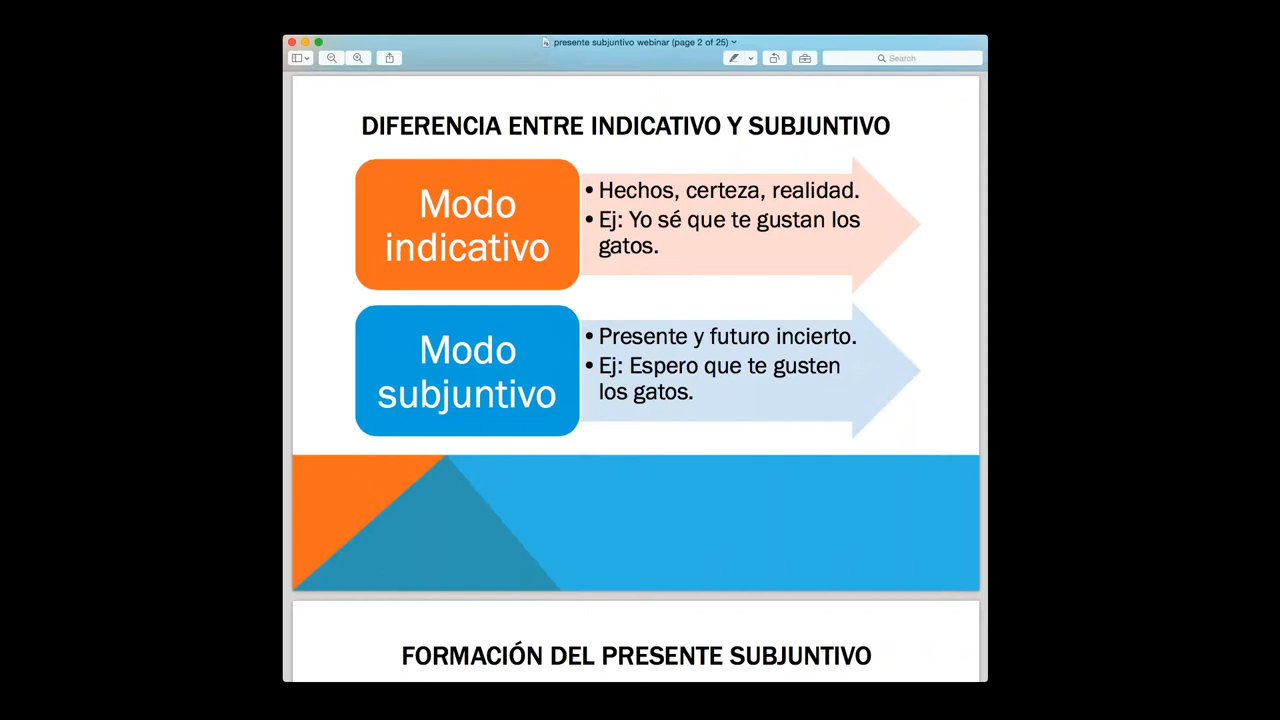 presente subjuntivo webinar (page 2 of 25)
Search
DIFERENCIA ENTRE INDICATIVO Y SUBJUNTIVO
Modo
indicativo
• Hechos, certeza, realidad.
• Ej: Yo sé que te gustan los
gatos.
Modo
subjuntivo
• Presente y futuro incierto.
• Ej: Espero que te gusten
los gatos.
FORMACIÓN DEL PRESENTE SUBJUNTIVO